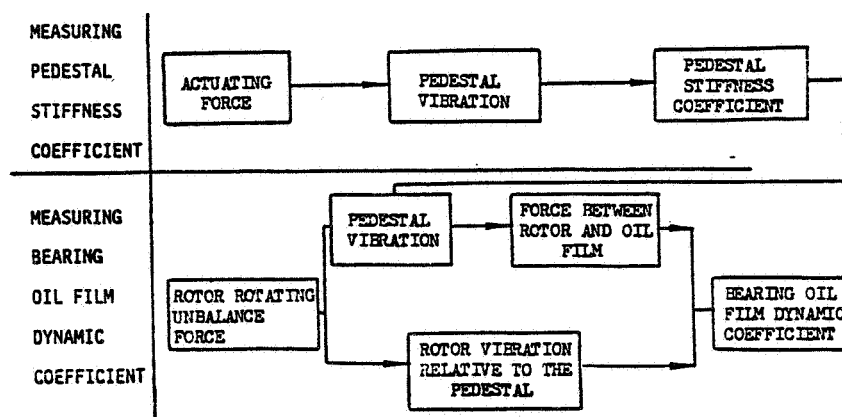 MEASURING
PEDESTAL
STIFFNESS
COEFFICIENT
ACTUATING
FORCE
PEDESTAL
VIBRATION
PEDESTAL
STIFFNESS
COEFFICIENT
MEASURING
BEARING
OIL FILM
DYNAMIC
COEFFICIENT
ROTOR ROTATING
UNBALANCE
FORCE
PEDESTAL
VIBRATION
FORCE BETWEEN
ROTOR AND OIL
FILM
ROTOR VIBRATION
RELATIVE TO THE
PEDESTAL
BEARING OIL
FILM DYNAMIC
COEFFICIENT